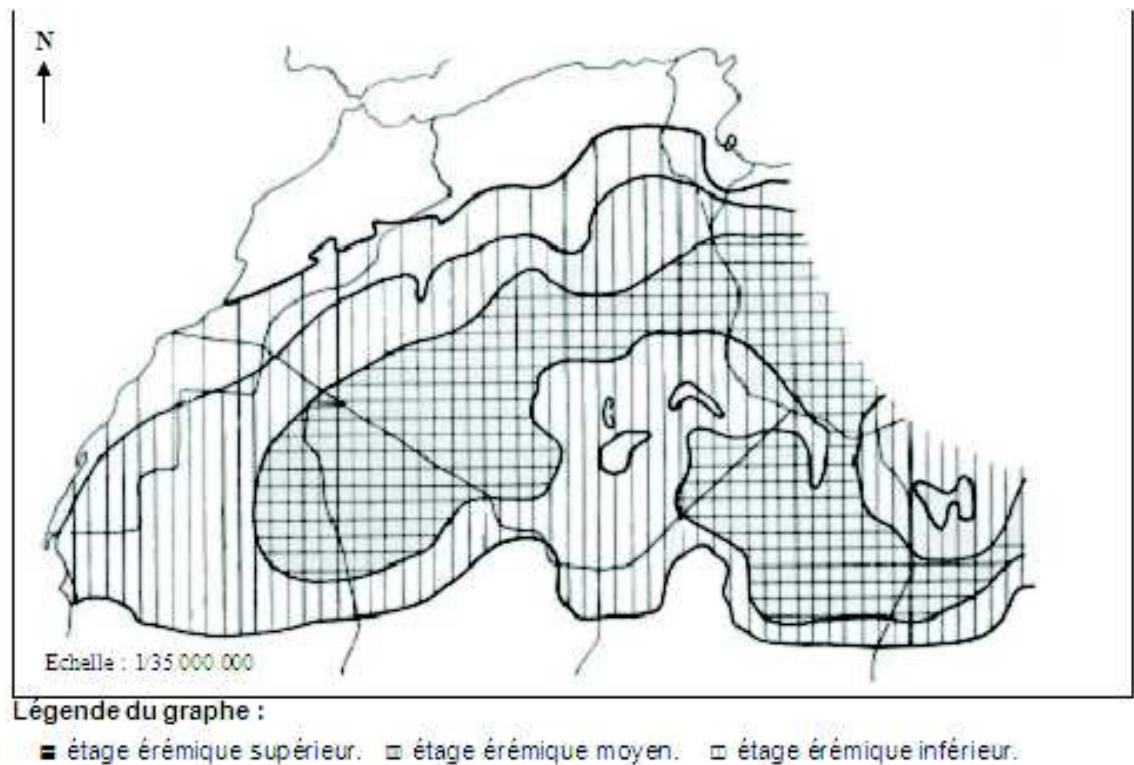 N
Echelle : 1/35 000 000
Légende du graphe :
étage érémique supérieur. étage érémique moyen. étage érémique inférieur.